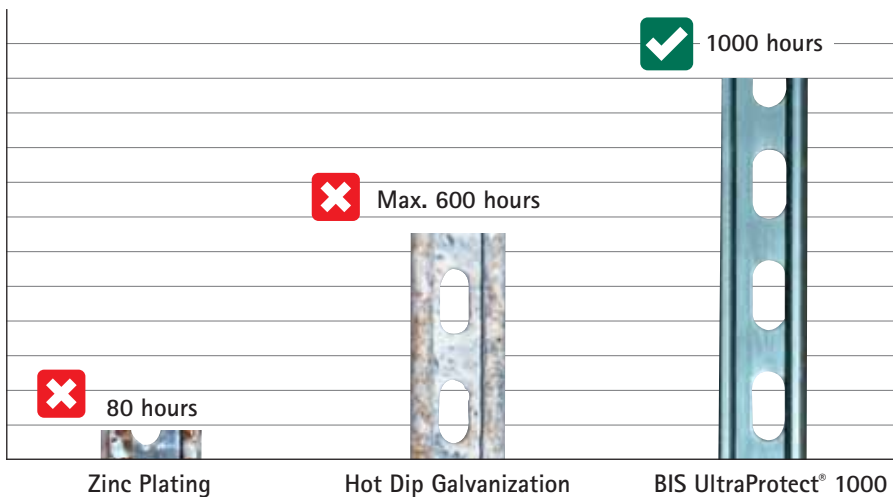 1000 hours
Max. 600 hours
80 hours
Zinc Plating
Hot Dip Galvanization
BIS UltraProtect® 1000